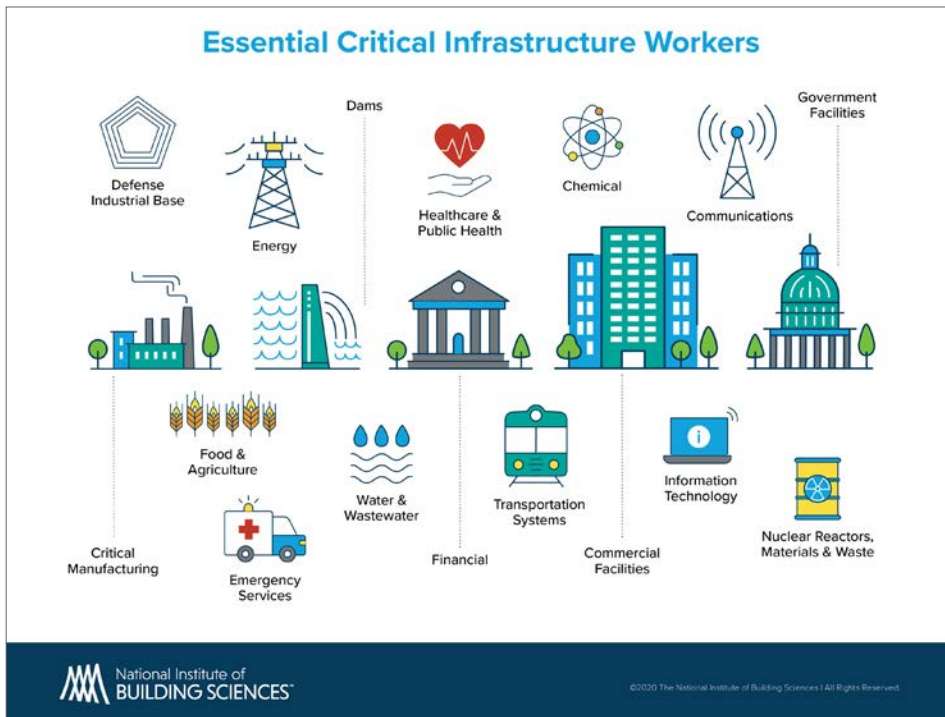 Essential Critical Infrastructure Workers
Dams
Government
Facilities
Defense
Industrial Base
Energy
Healthcare &
Public Health
Chemical
Communications
Food &
Agriculture
Water &
Wastewater
Transportation
Systems
i
Information
Technology
Critical
Manufacturing
Emergency
Services
Financial
Commercial
Facilities
Nuclear Reactors,
Materials & Waste
National Institute of
BUILDING SCIENCES™
©2020 The National Institute of Building Sciences | All Rights Reserved.